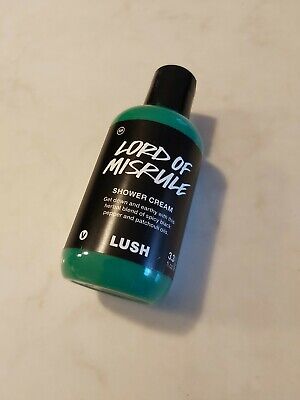 LORD OF
MISRULE
SHOWER CREAM
Get down and earthy with this
herbal blend of spicy black
pepper and patchouli oils.
LUSH